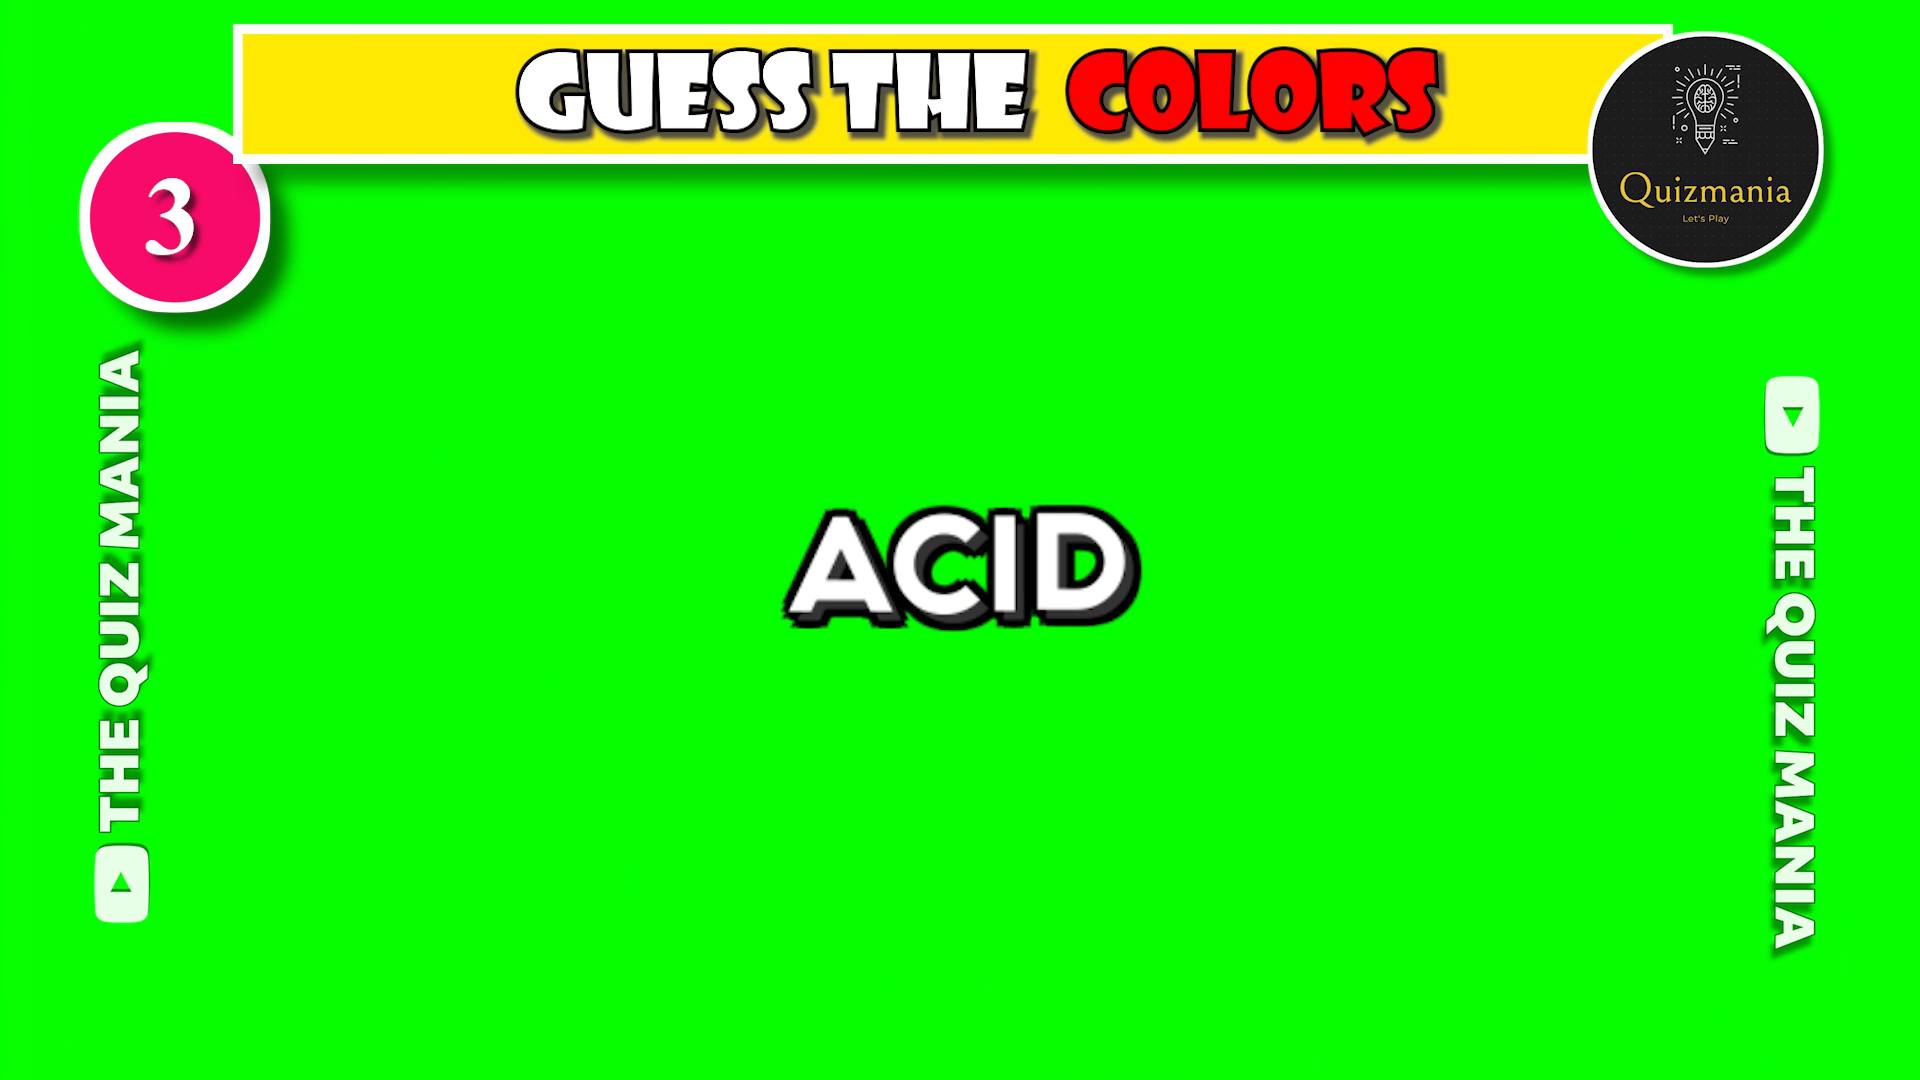 GUESS THE COLORS
3
Quizmania
Let's Play
THE QUIZ MANIA
ACID
THE QUIZ MANIA